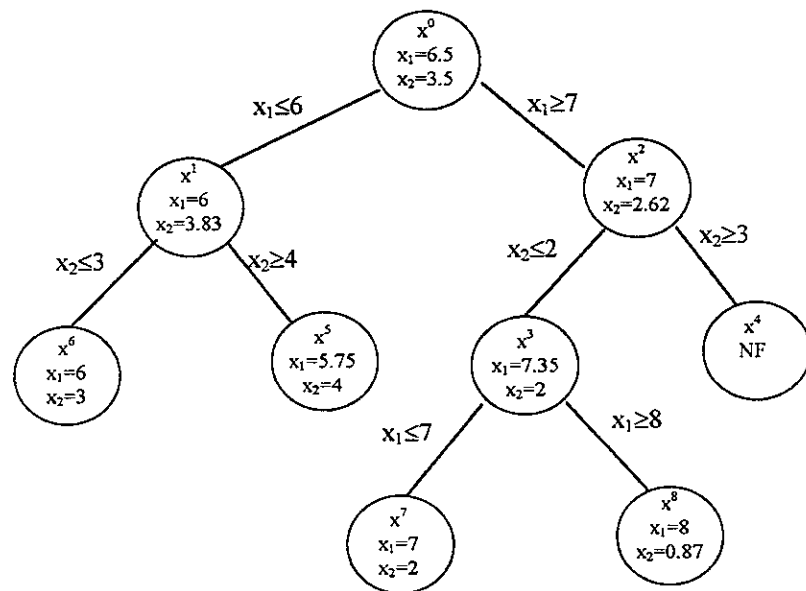 x⁰
x₁=6.5
x₂=3.5
x₁≤6
x₁≥7
x¹
x₁=6
x₂=3.83
x²
x₁=7
x₂=2.62
x₂≤3
x₂≥4
x₂≤2
x₂≥3
x⁶
x₁=6
x₂=3
x⁵
x₁=5.75
x₂=4
x³
x₁=7.35
x₂=2
x⁴
NF
x₁≤7
x₁≥8
x⁷
x₁=7
x₂=2
x⁸
x₁=8
x₂=0.87